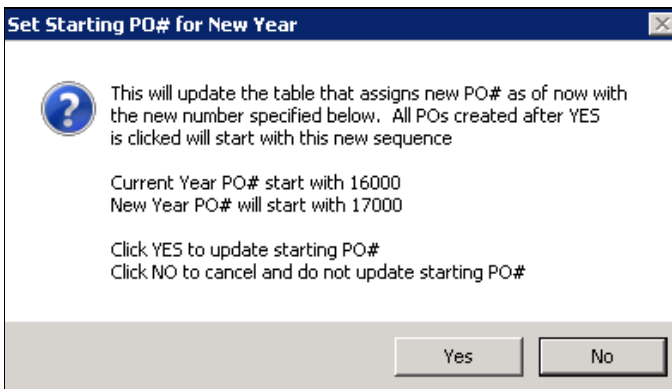 Set Starting PO# for New Year
This will update the table that assigns new PO# as of now with
the new number specified below.  All POs created after YES
is clicked will start with this new sequence
Current Year PO# start with 16000
New Year PO# will start with 17000
Click YES to update starting PO#
Click NO to cancel and do not update starting PO#
Yes
No